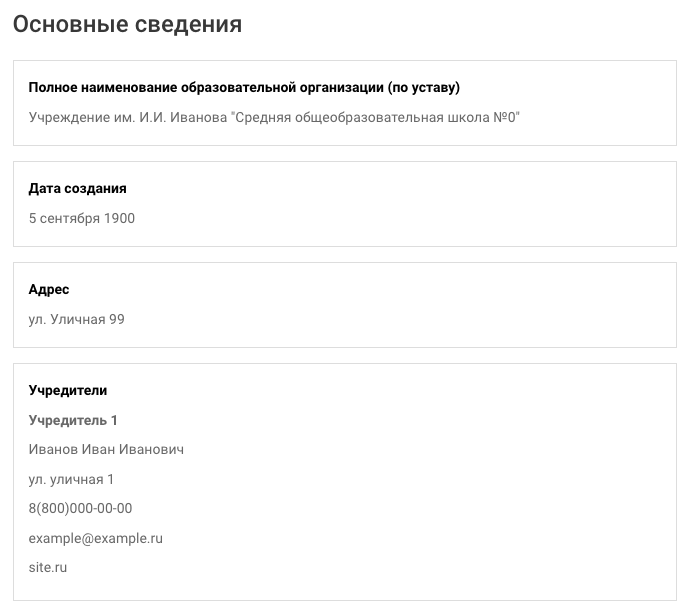 Основные сведения
Полное наименование образовательной организации (по уставу)
Учреждение им. И.И. Иванова "Средняя общеобразовательная школа №0"
Дата создания
5 сентября 1900
Адрес
ул. Уличная 99
Учредители
Учредитель 1
Иванов Иван Иванович
ул. уличная 1
8(800)000-00-00
example@example.ru
site.ru